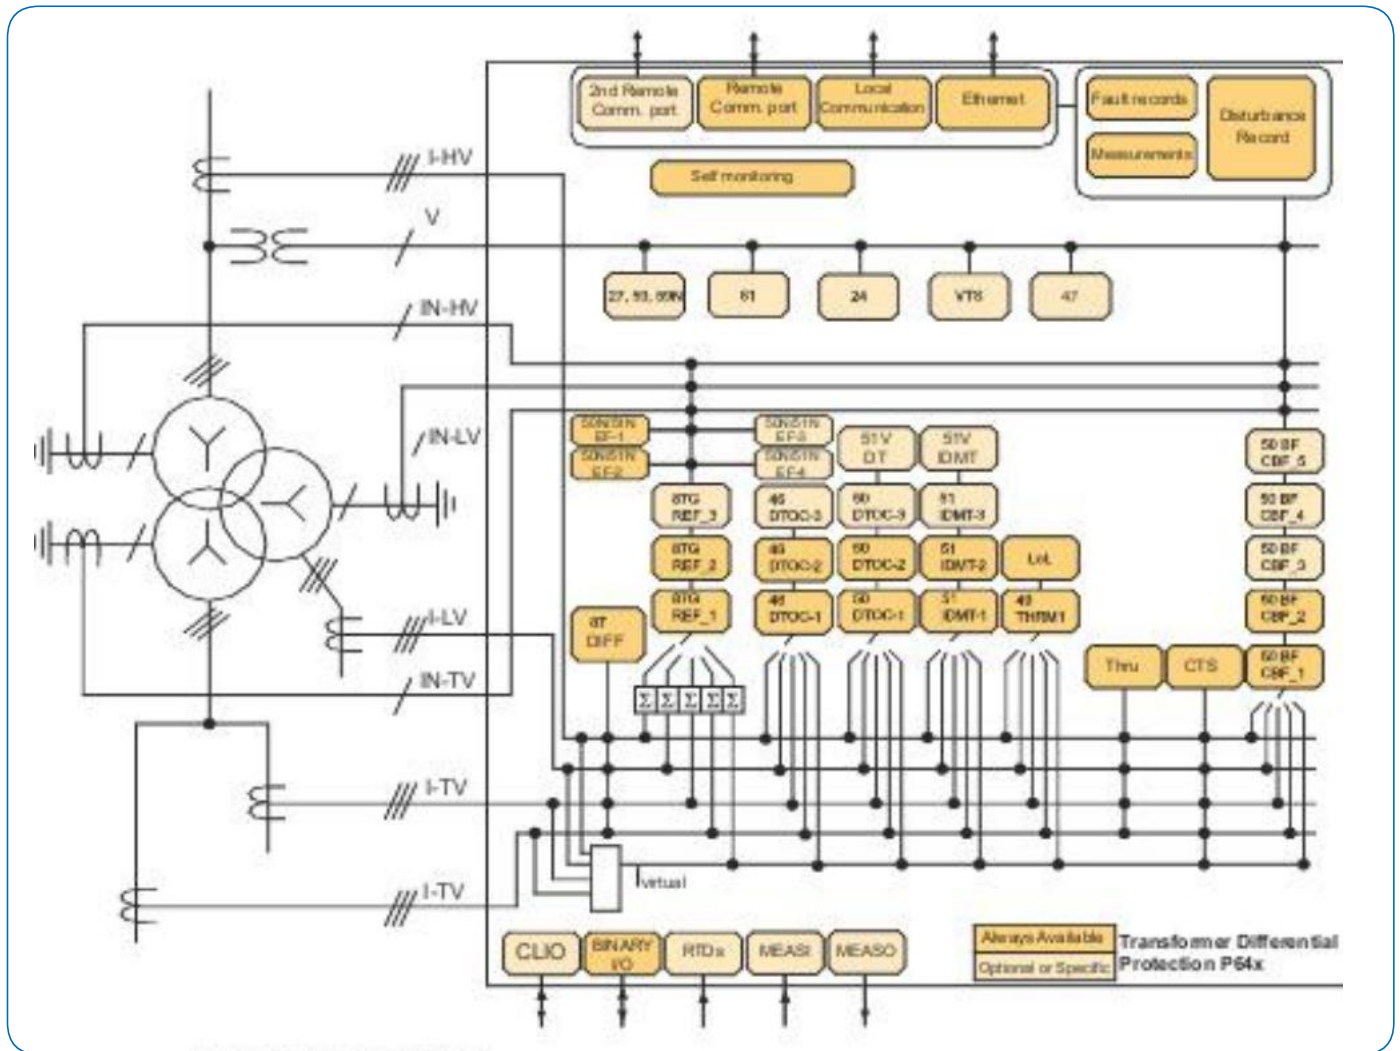 2nd Remote
Comm. port
Remote
Comm. port
Local
Communication
Ethernet
Fault records
Measurements
Disturbance
Record
Self monitoring
I-HV
V
IN-HV
27, 59, 59N
81
24
VTS
47
IN-LV
50N/51N
EF-1
50N/51N
EF-2
50N/51N
EF-3
50N/51N
EF-4
51V
DT
51V
IDMT
50 BF
CBF_5
87G
REF_3
46
DTOC-3
50
DTOC-3
51
IDMT-3
50 BF
CBF_4
87G
REF_2
46
DTOC-2
50
DTOC-2
51
IDMT-2
LoL
50 BF
CBF_3
87T
DIFF
87G
REF_1
46
DTOC-1
50
DTOC-1
51
IDMT-1
49
THRM1
50 BF
CBF_2
I-LV
Thru
CTS
50 BF
CBF_1
IN-TV
Σ Σ Σ Σ Σ
I-TV
I-TV
virtual
CLIO
BINARY
I/O
RTDs
MEASI
MEASO
Always Available
Optional or Specific
Transformer Differential
Protection P64x